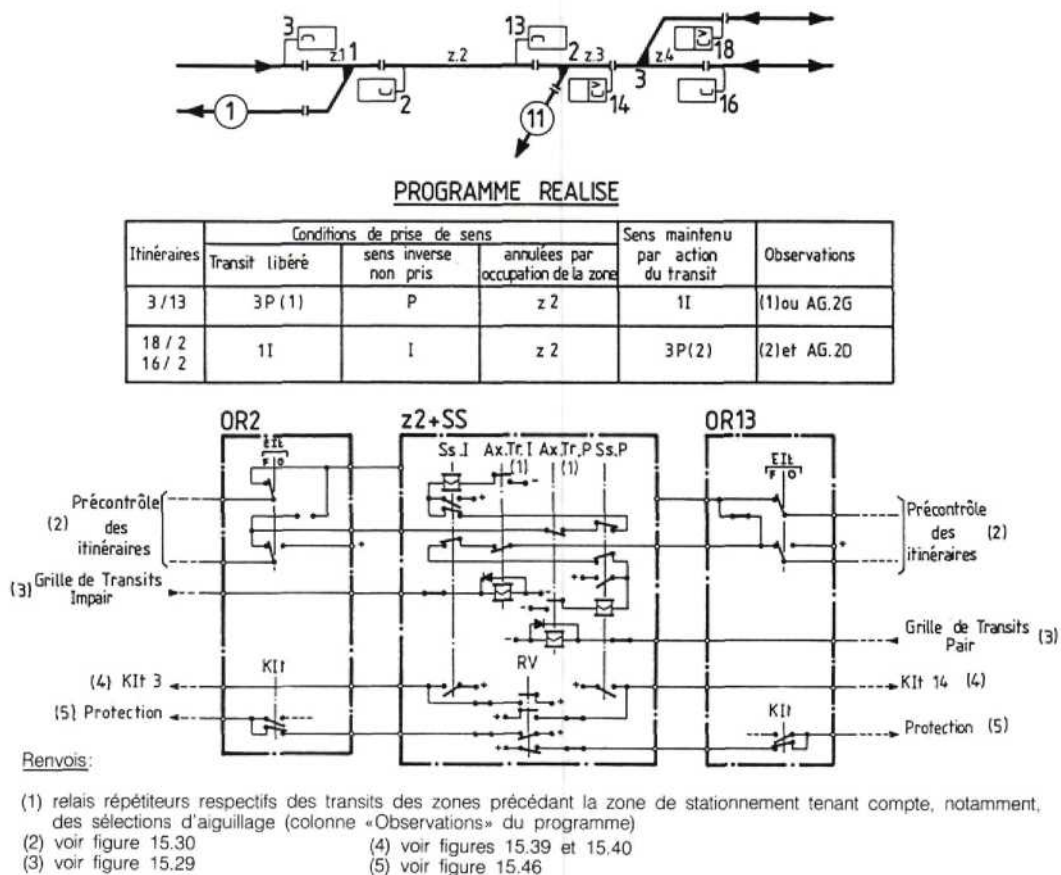 3
z.1
1
z.2
13
2
z.3
3
z.4
18
1
2
11
14
16
PROGRAMME REALISE
Itinéraires
Conditions de prise de sens
Transit libéré
sens inverse
non pris
annulées par
occupation de la zone
Sens maintenu
par action
du transit
Observations
3/13
3P(1)
P
z 2
1I
(1)ou AG.2G
18/2
16/2
1I
I
z 2
3P(2)
(2)et AG.2D
OR2
z2+SS
OR13
EIt
F O
Ss.I
Ax.Tr.I
(1)
Ax.Tr.P
(1)
Ss.P
EIt
F O
(2)
Précontrôle
des
itinéraires
Précontrôle
des
itinéraires
(2)
(3) Grille de Transits
Impair
Grille de Transits
Pair
(3)
KIt
RV
(4) KIt 3
KIt 14 (4)
(5) Protection
KIt
Protection (5)
Renvois:
(1) relais répétiteurs respectifs des transits des zones précédant la zone de stationnement tenant compte, notamment,
des sélections d'aiguillage (colonne «Observations» du programme)
(2) voir figure 15.30
(4) voir figures 15.39 et 15.40
(3) voir figure 15.29
(5) voir figure 15.46